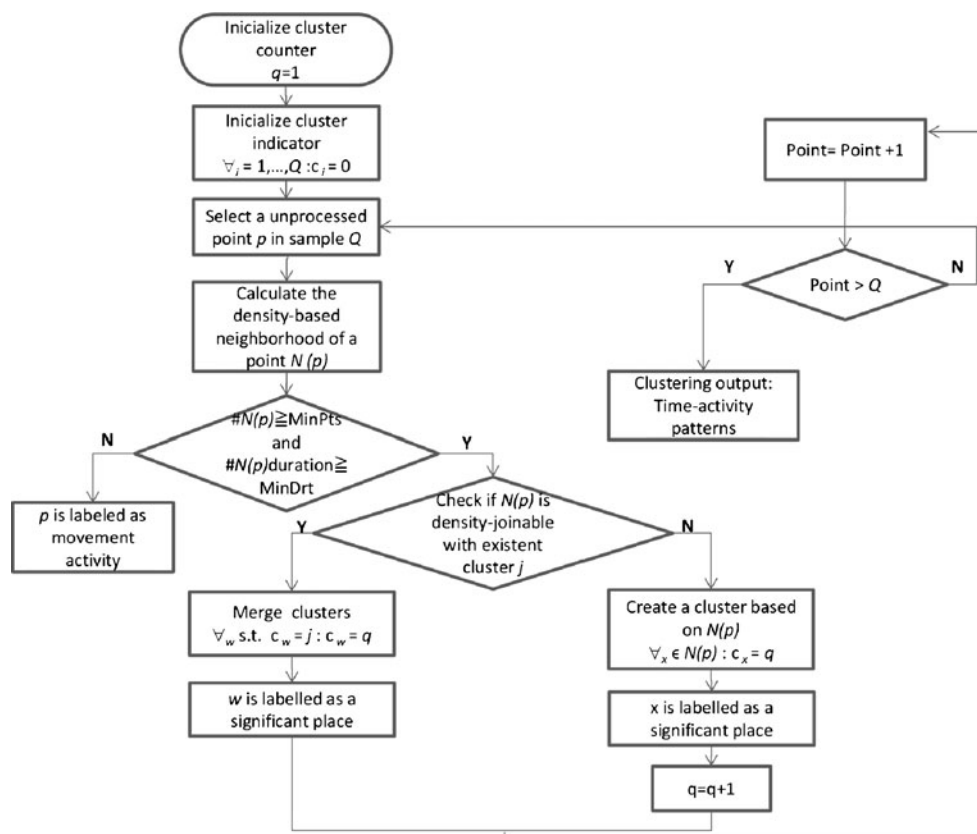 Inicialize cluster
counter
q=1
Inicialize cluster
indicator
∀i = 1,...,Q :ci = 0
Select a unprocessed
point p in sample Q
Calculate the
density-based
neighborhood of a
point N (p)
#N(p)≧MinPts
and
#N(p)duration≧
MinDrt
N
Y
p is labeled as
movement
activity
Check if N(p) is
density-joinable
with existent
cluster j
Y
N
Merge clusters
∀w s.t. cw = j : cw = q
w is labelled as a
significant place
Create a cluster based
on N(p)
∀x ϵ N(p) : cx = q
x is labelled as a
significant place
q=q+1
Point= Point +1
Point > Q
Y
N
Clustering output:
Time-activity
patterns